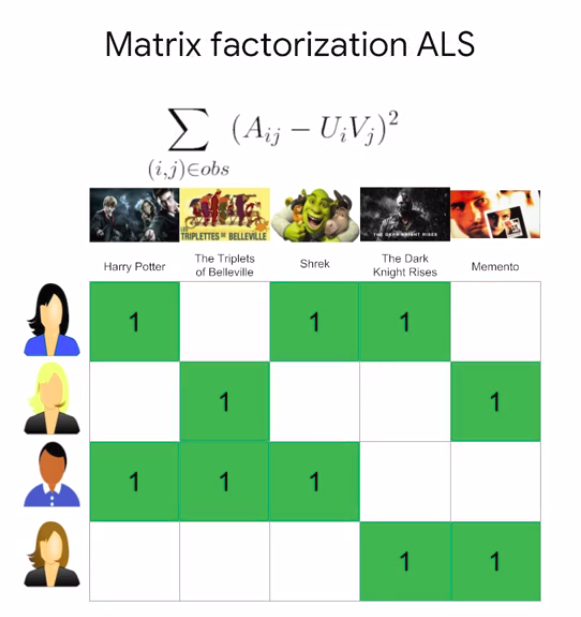 Matrix factorization ALS
\sum_{(i,j)\in obs} (A_{ij} - U_i V_j)^2
LES
TRIPLETTES DE BELLEVILLE
THE DARK KNIGHT RISES
Harry Potter
The Triplets
of Belleville
Shrek
The Dark
Knight Rises
Memento
1 1 1
1 1
1 1 1
1 1